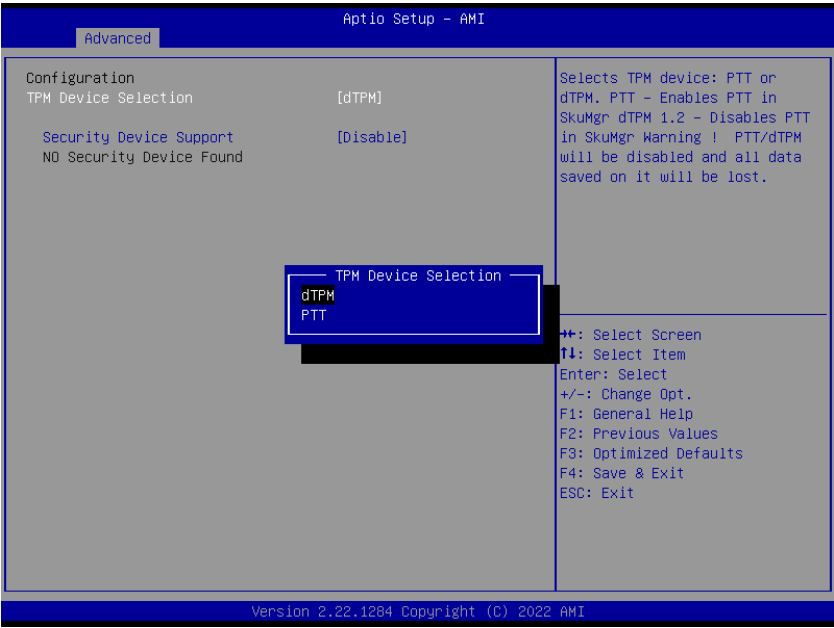 Aptio Setup – AMI
Advanced
Configuration
TPM Device Selection [dTPM]
Security Device Support [Disable]
NO Security Device Found
Selects TPM device: PTT or
dTPM. PTT – Enables PTT in
SkuMgr dTPM 1.2 – Disables PTT
in SkuMgr Warning ! PTT/dTPM
will be disabled and all data
saved on it will be lost.
TPM Device Selection
dTPM
PTT
→←: Select Screen
↑↓: Select Item
Enter: Select
+/-: Change Opt.
F1: General Help
F2: Previous Values
F3: Optimized Defaults
F4: Save & Exit
ESC: Exit
Version 2.22.1284 Copyright (C) 2022 AMI